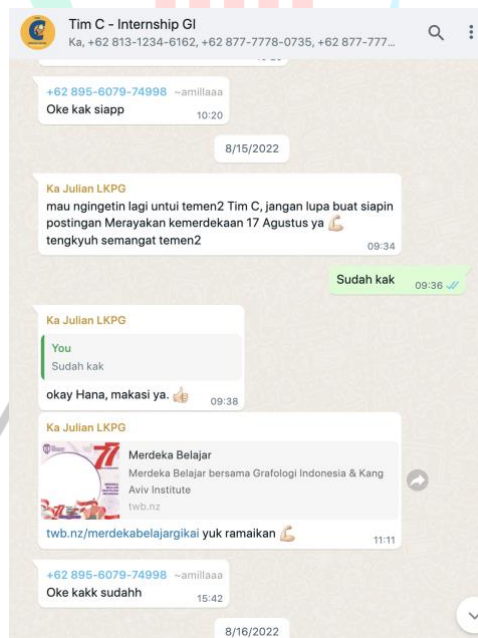 Tim C - Internship GI
Ka, +62 813-1234-6162, +62 877-7778-0735, +62 877-777...
+62 895-6079-74998 ~amillaaa
Oke kak siapp
10:20
8/15/2022
Ka Julian LKPG
mau ngingetin lagi untui temen2 Tim C, jangan lupa buat siapin
postingan Merayakan kemerdekaan 17 Agustus ya 💪🏻
tengkyuh semangat temen2
09:34
Sudah kak
09:36
Ka Julian LKPG
You
Sudah kak
okay Hana, makasi ya. 👍🏻
09:38
Ka Julian LKPG
77
Merdeka Belajar
Merdeka Belajar bersama Grafologi Indonesia & Kang
Aviv Institute
twb.nz
twb.nz/merdekabelajargikai yuk ramaikan 💪🏻
11:11
+62 895-6079-74998 ~amillaaa
Oke kakk sudahh
15:42
8/16/2022